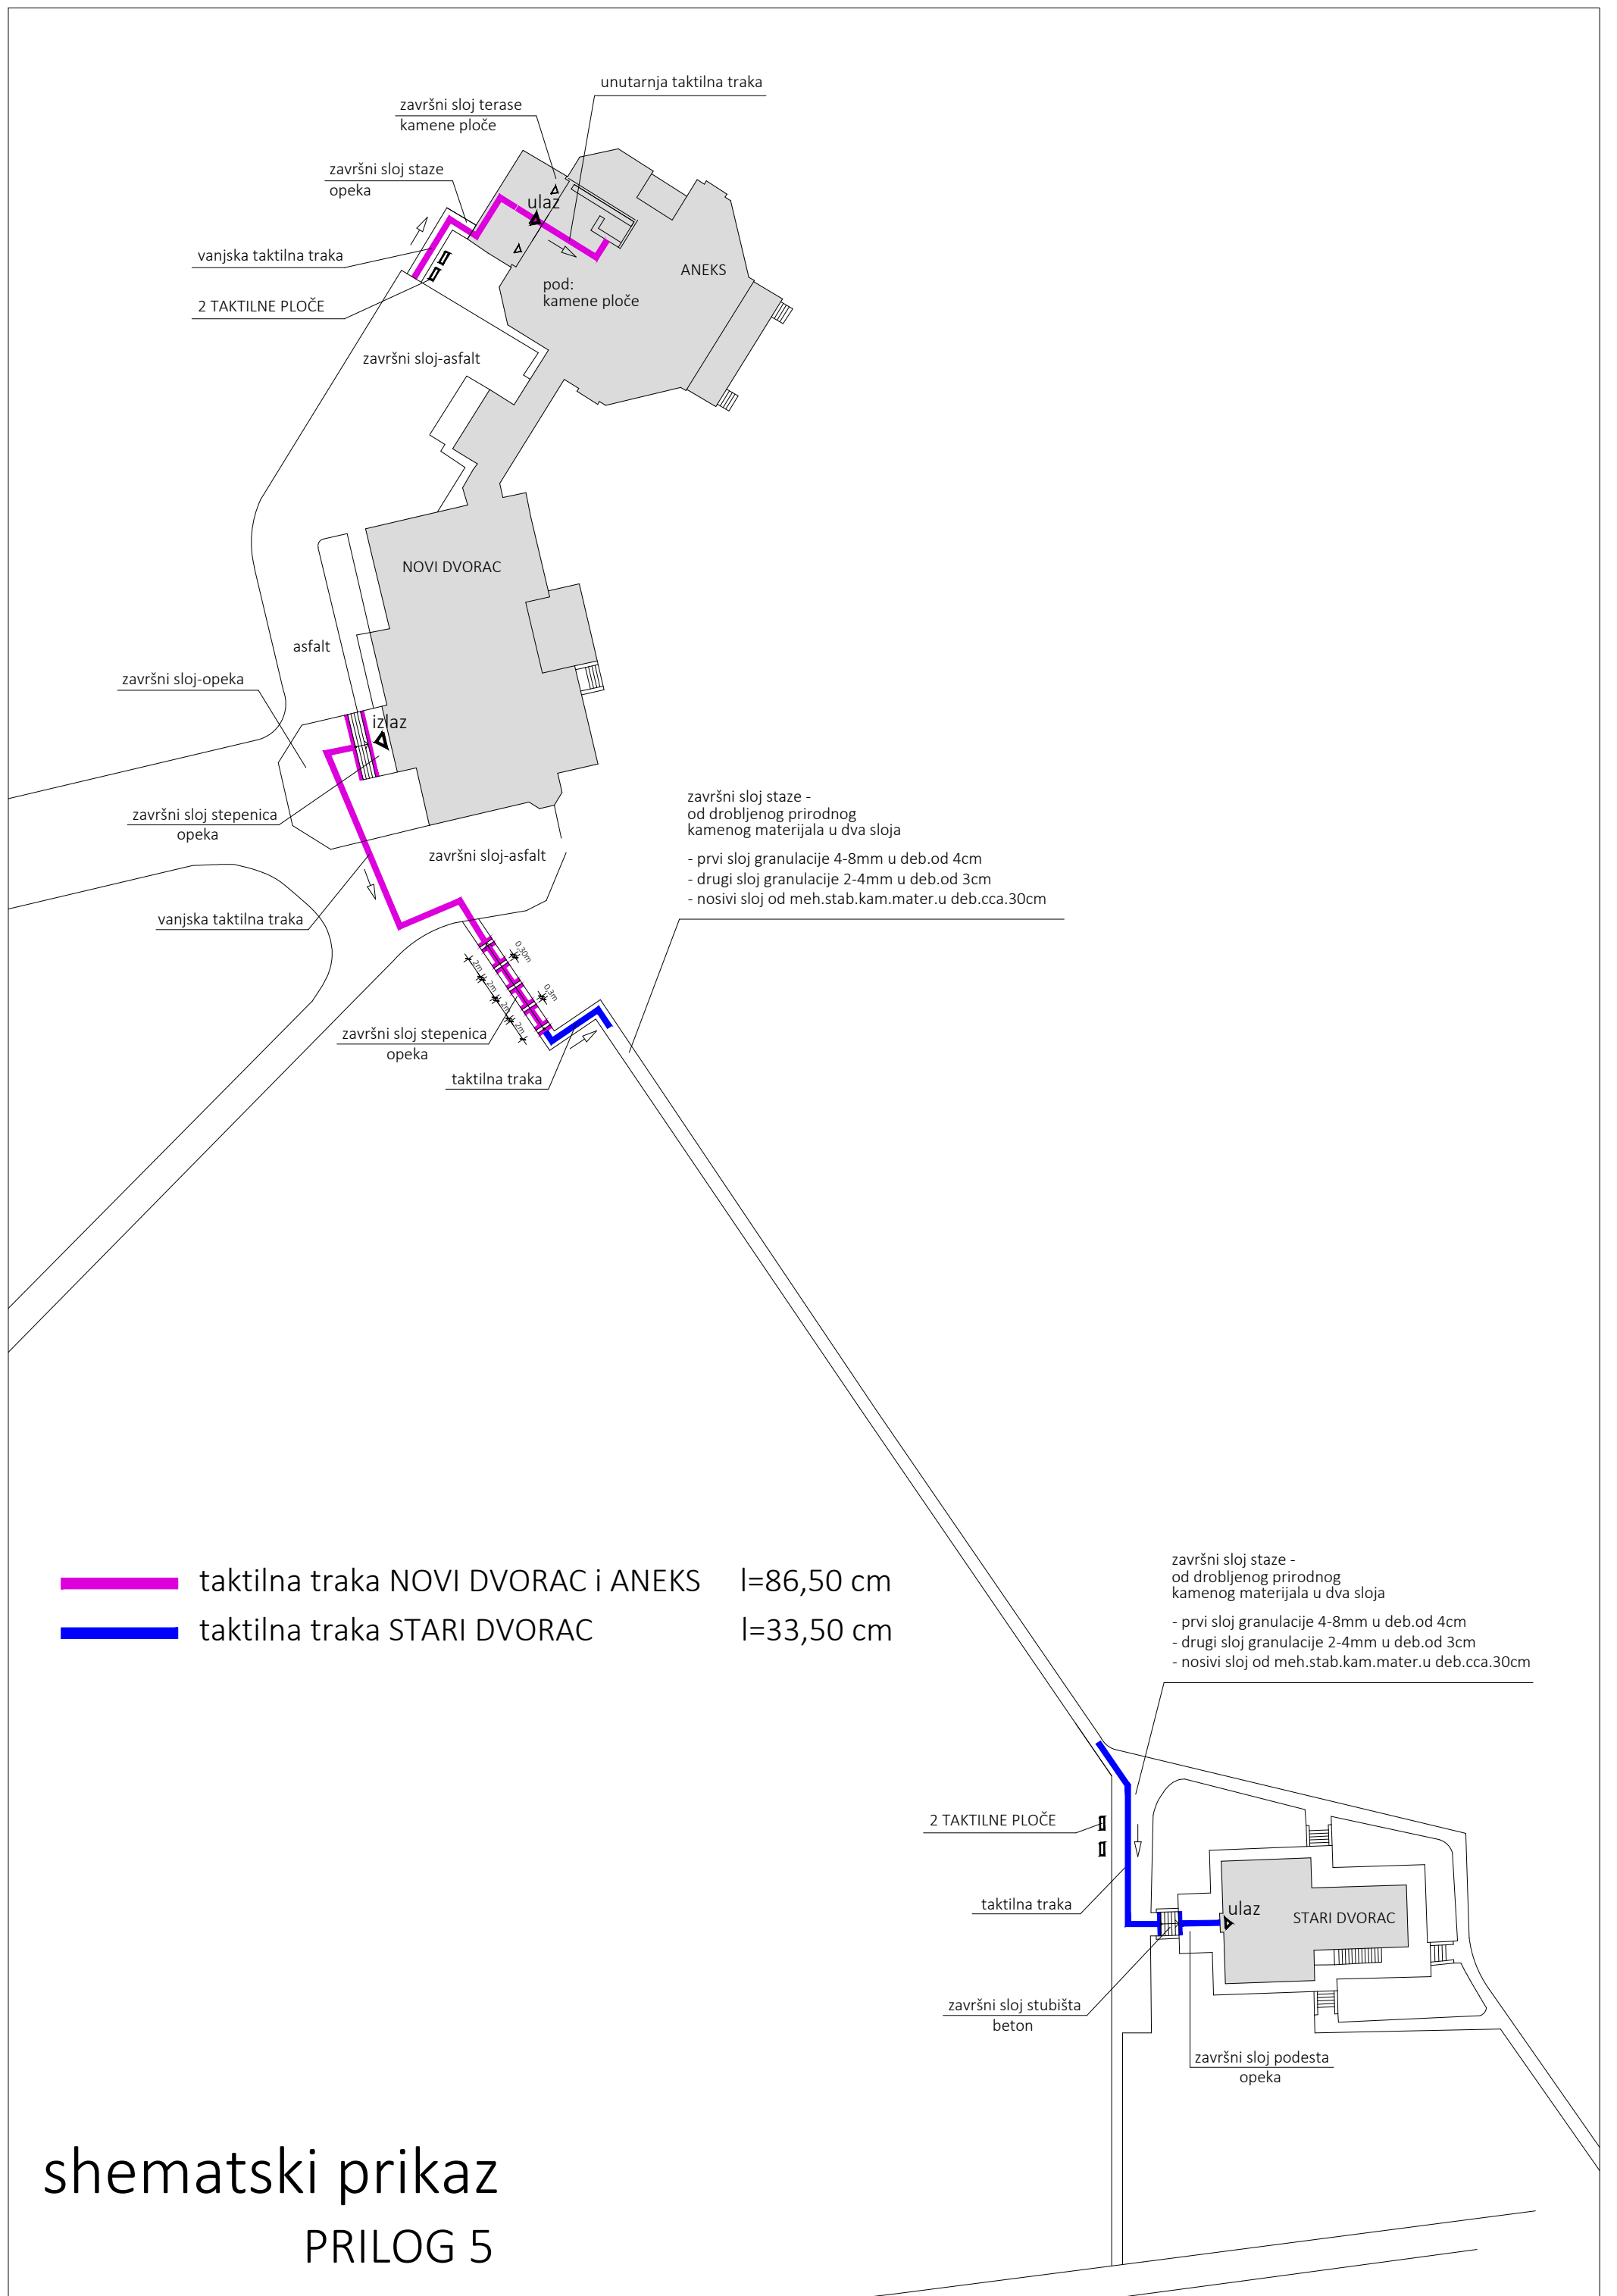 unutarnja taktilna traka
završni sloj terase
kamene ploče
završni sloj staze
opeka
ulaz
vanjska taktilna traka
ANEKS
pod:
kamene ploče
2 TAKTILNE PLOČE
završni sloj-asfalt
NOVI DVORAC
asfalt
završni sloj-opeka
izlaz
završni sloj stepenica
opeka
završni sloj-asfalt
završni sloj staze -
od drobljenog prirodnog
kamenog materijala u dva sloja
- prvi sloj granulacije 4-8mm u deb.od 4cm
- drugi sloj granulacije 2-4mm u deb.od 3cm
- nosivi sloj od meh.stab.kam.mater.u deb.cca.30cm
vanjska taktilna traka
0,30m
2m
2m
2m
2m
0,3m
završni sloj stepenica
opeka
taktilna traka
taktilna traka NOVI DVORAC i ANEKS l=86,50 cm
taktilna traka STARI DVORAC l=33,50 cm
završni sloj staze -
od drobljenog prirodnog
kamenog materijala u dva sloja
- prvi sloj granulacije 4-8mm u deb.od 4cm
- drugi sloj granulacije 2-4mm u deb.od 3cm
- nosivi sloj od meh.stab.kam.mater.u deb.cca.30cm
2 TAKTILNE PLOČE
taktilna traka
ulaz
STARI DVORAC
završni sloj stubišta
beton
završni sloj podesta
opeka
shematski prikaz
PRILOG 5